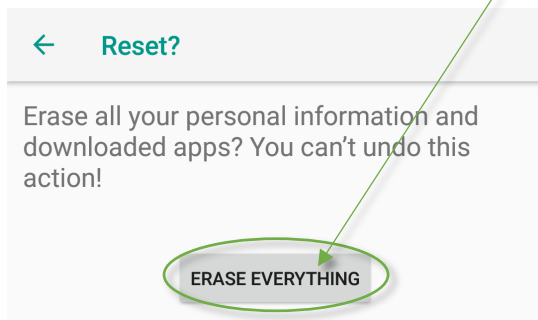 Reset?
Erase all your personal information and
downloaded apps? You can’t undo this
action!
ERASE EVERYTHING